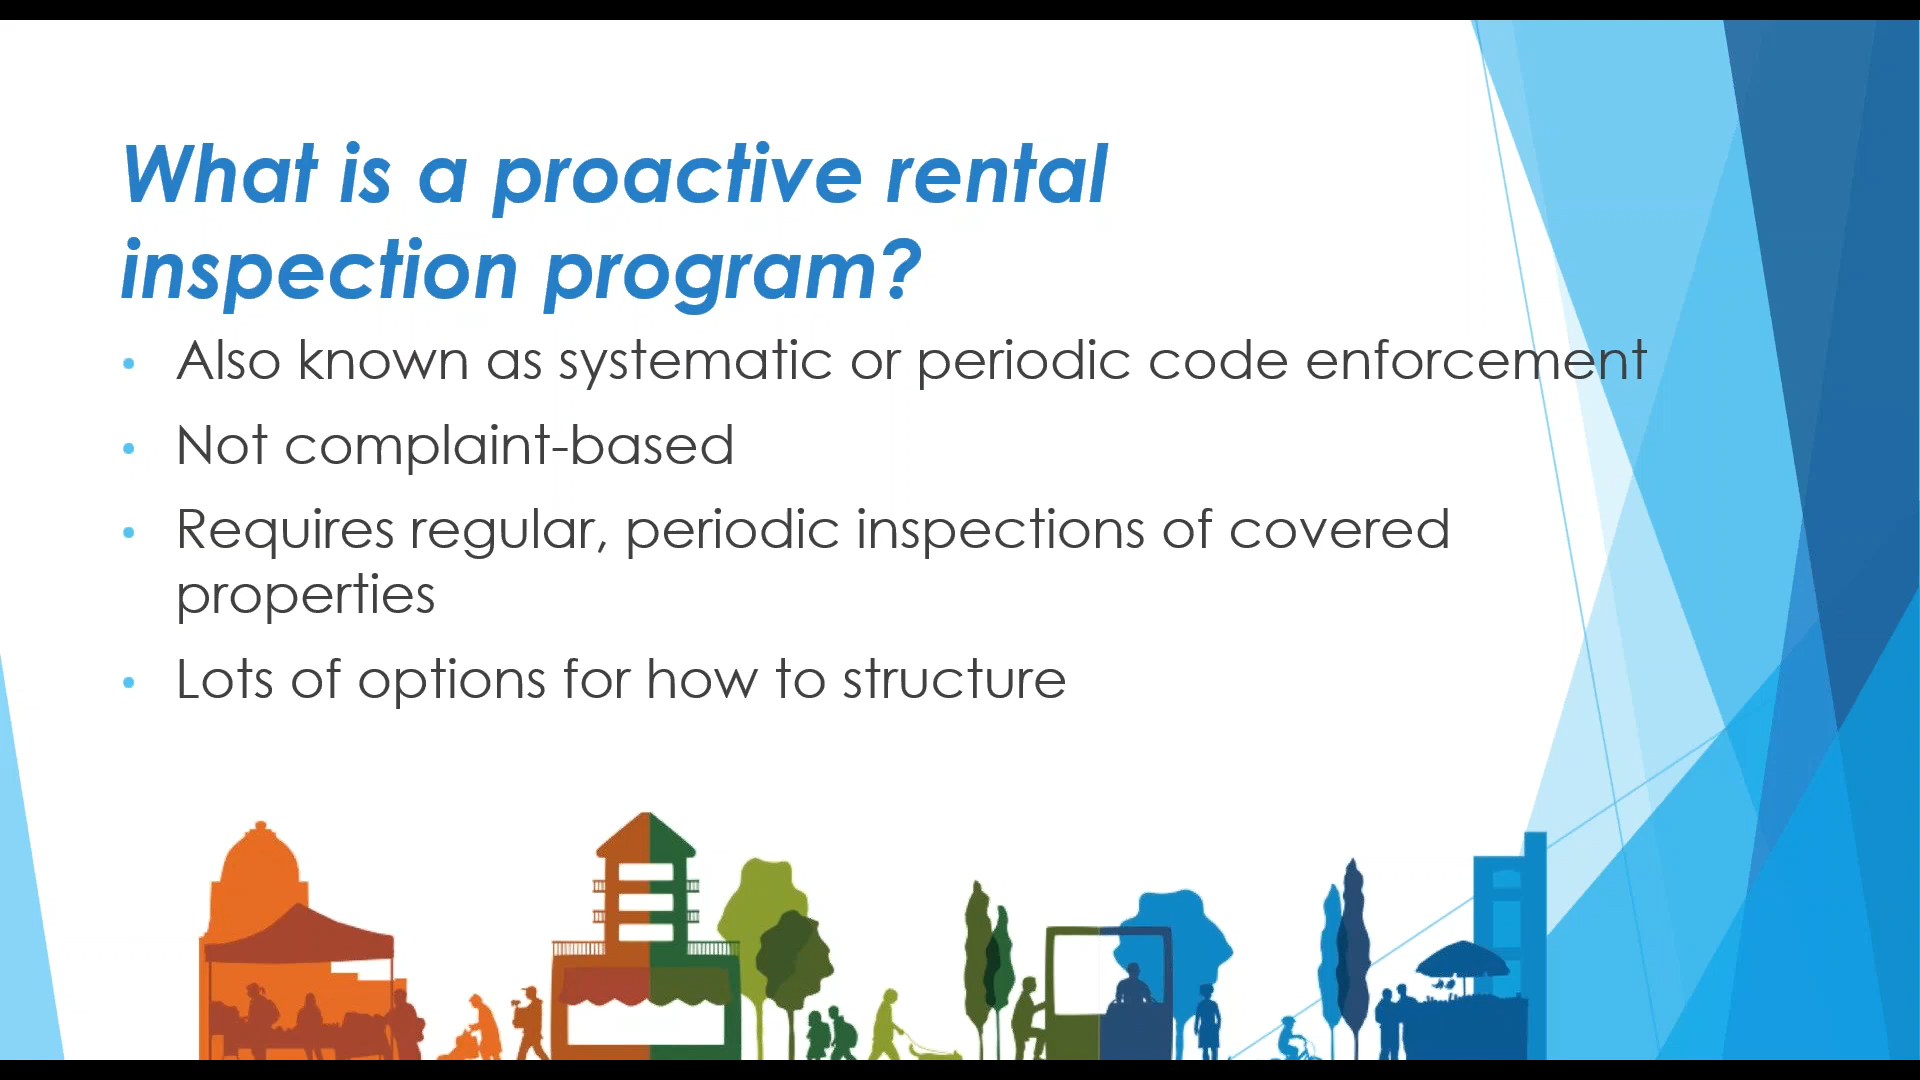 What is a proactive rental
inspection program?
• Also known as systematic or periodic code enforcement
• Not complaint-based
• Requires regular, periodic inspections of covered
properties
• Lots of options for how to structure